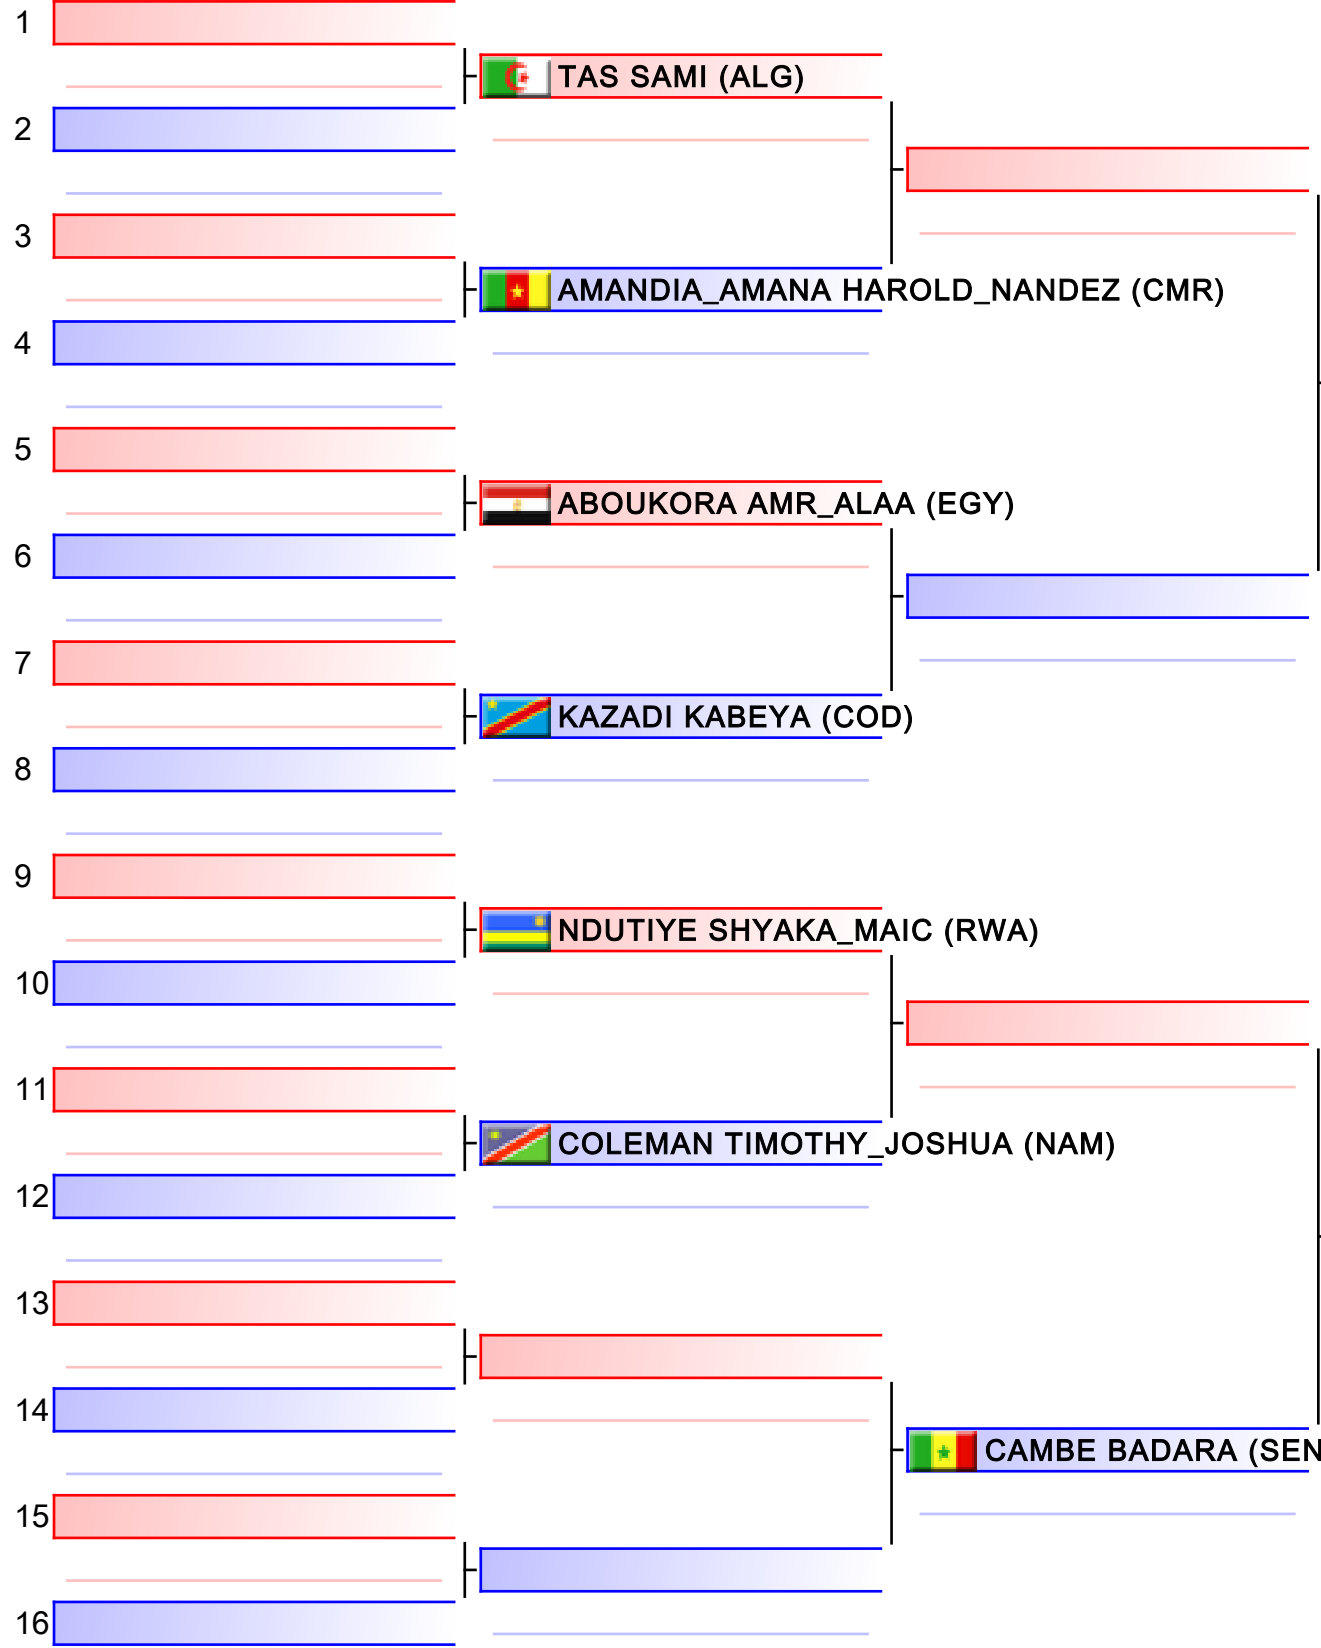 1
TAS SAMI (ALG)
2
3
AMANDIA_AMANA HAROLD_NANDEZ (CMR)
4
5
ABOUKORA AMR_ALAA (EGY)
6
7
KAZADI KABEYA (COD)
8
9
NDUTIYE SHYAKA_MAIC (RWA)
10
11
COLEMAN TIMOTHY_JOSHUA (NAM)
12
13
14
CAMBE BADARA (SEN
15
16